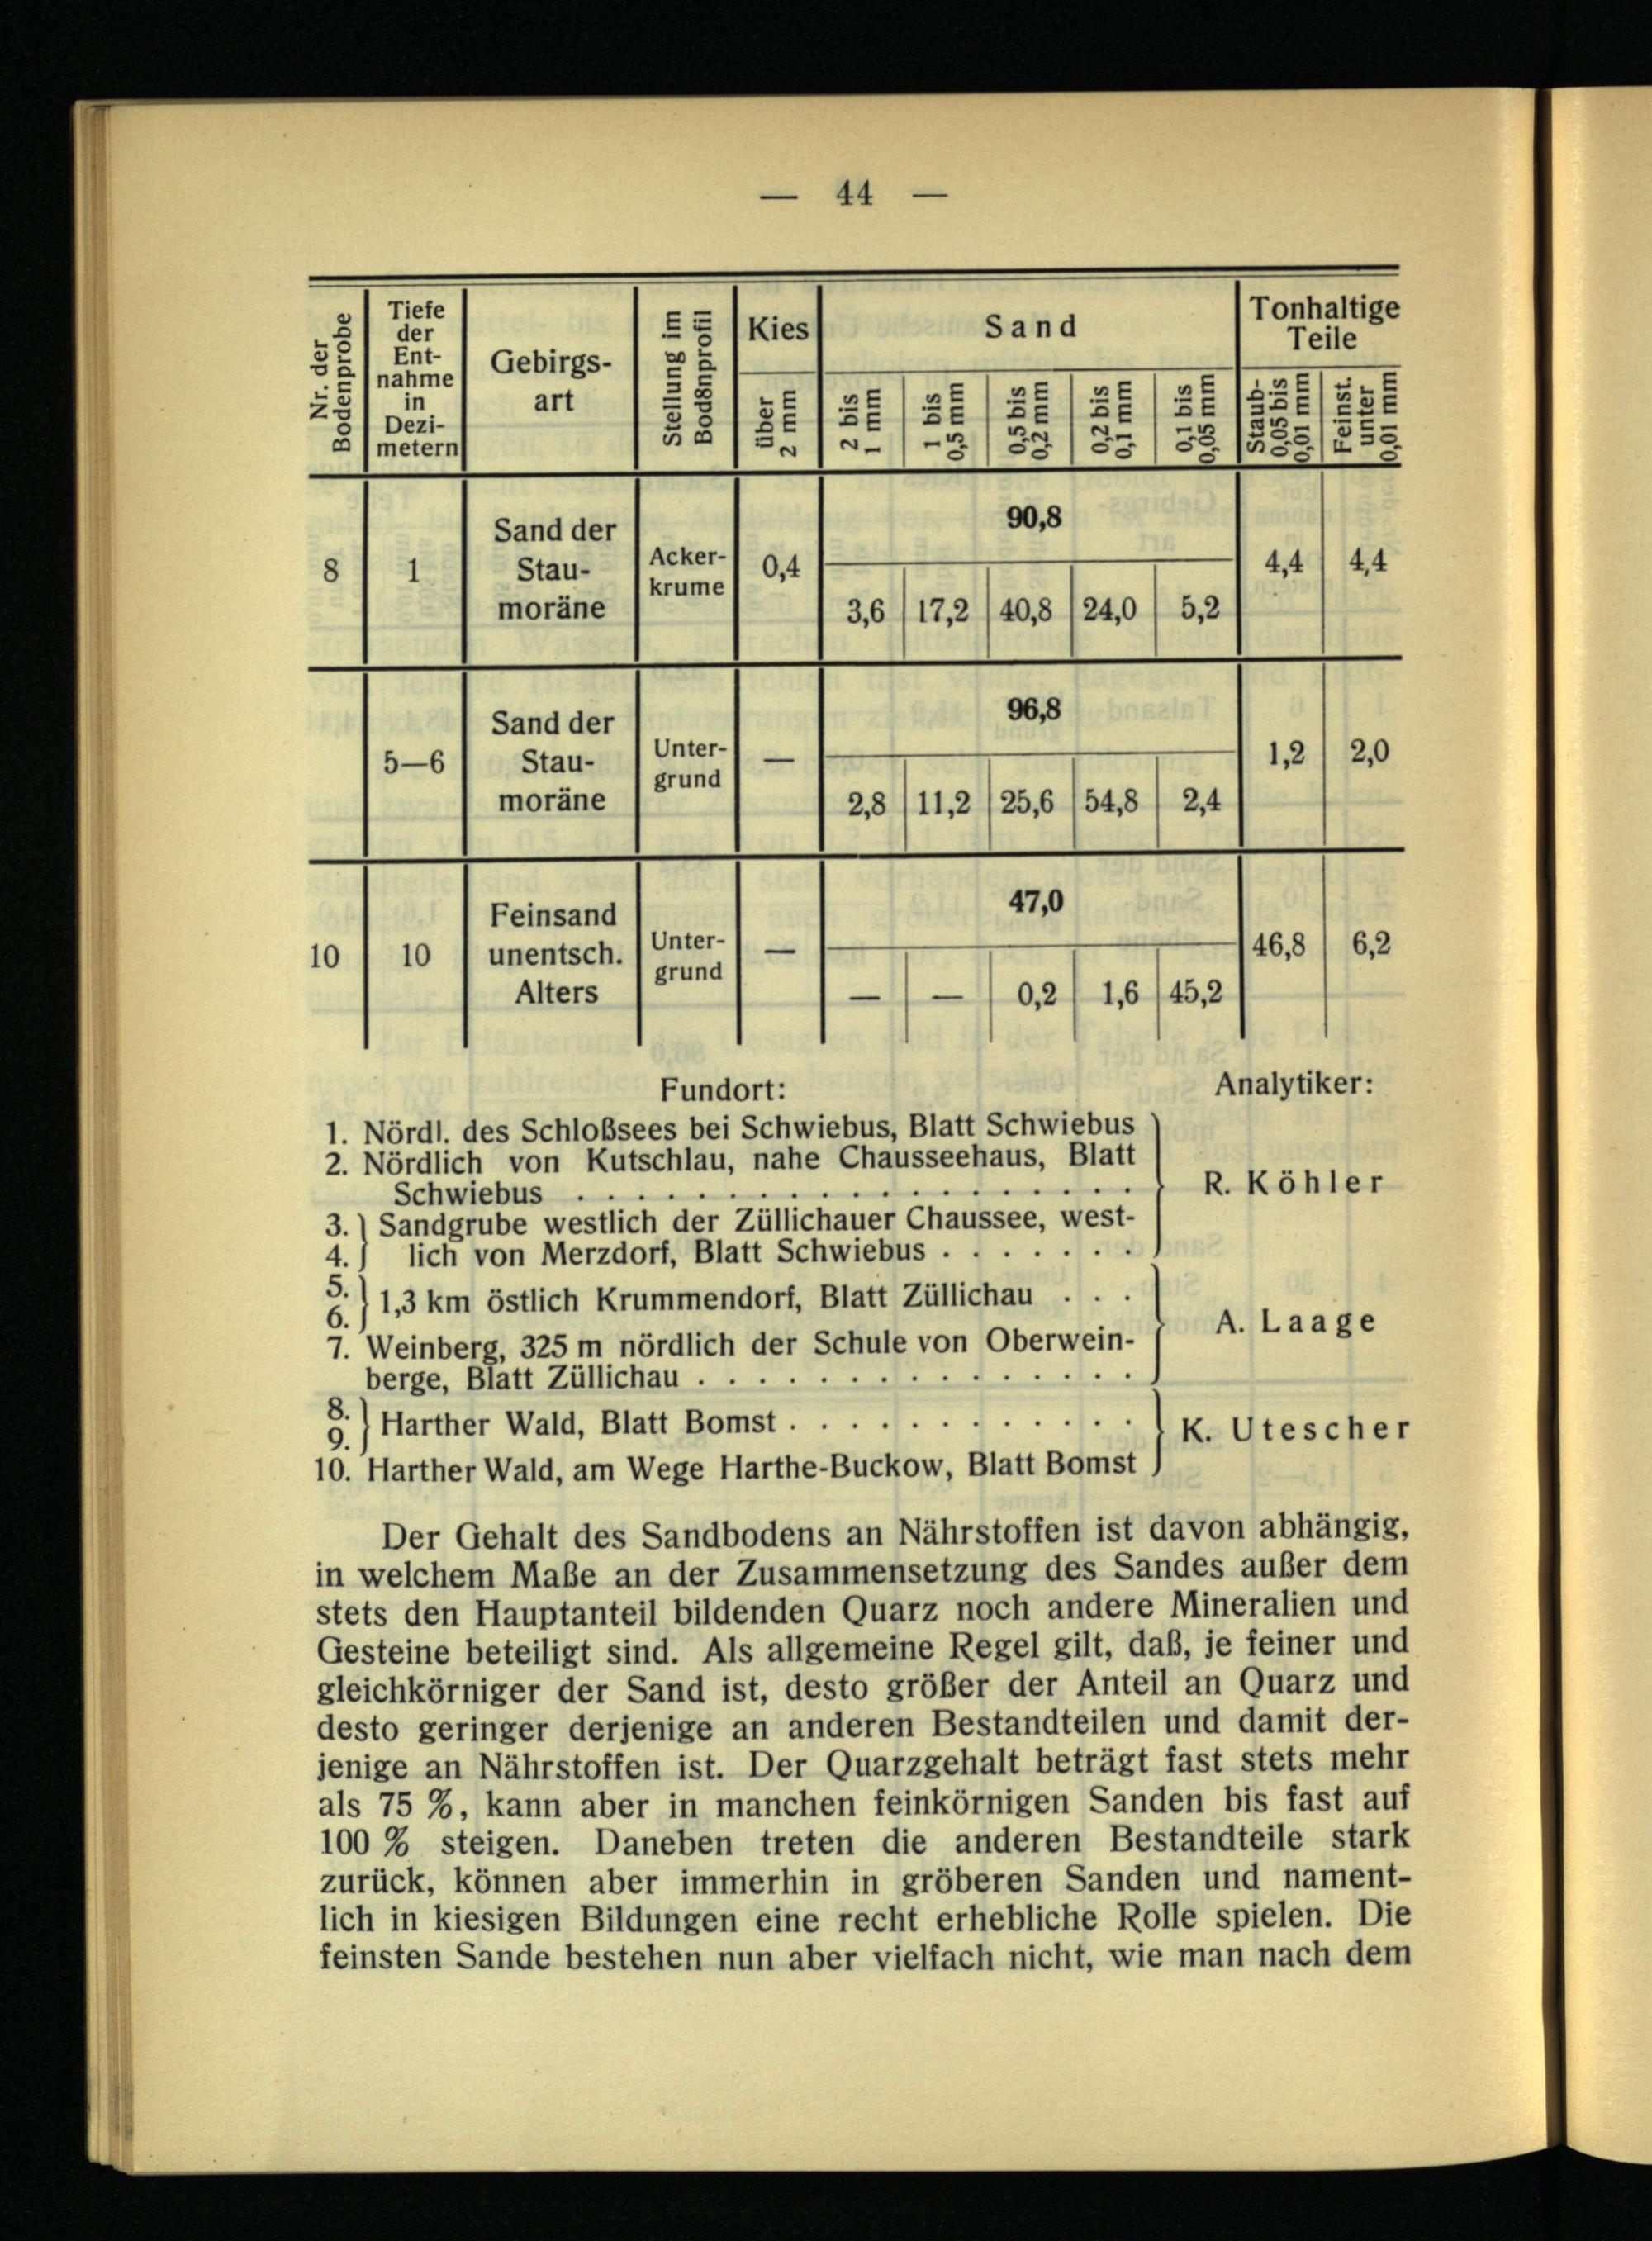 — 44 —
Nr. der Bodenprobe | Tiefe der Ent-nahme in Dezi-metern | Gebirgs-art | Stellung im Bod8nprofil | Kies | Sand | Tonhaltige Teile
über 2 mm | 2 bis 1 mm | 1 bis 0,5 mm | 0,5 bis 0,2 mm | 0,2 bis 0,1 mm | 0,1 bis 0,05 mm | Staub- 0,05 bis 0,01 mm | Feinst. unter 0,01 mm
8 | 1 | Sand der Stau-moräne | Acker-krume | 0,4 | 90,8 | 4,4 | 4,4
3,6 | 17,2 | 40,8 | 24,0 | 5,2
5—6 | Sand der Stau-moräne | Unter-grund | — | 96,8 | 1,2 | 2,0
2,8 | 11,2 | 25,6 | 54,8 | 2,4
10 | 10 | Feinsand unentsch. Alters | Unter-grund | — | 47,0 | 46,8 | 6,2
— | — | 0,2 | 1,6 | 45,2
Fundort: Analytiker:
1. Nördl. des Schloßsees bei Schwiebus, Blatt Schwiebus
2. Nördlich von Kutschlau, nahe Chausseehaus, Blatt
Schwiebus . . . . . . . . . . . . . . . . . . . R. Köhler
3. } Sandgrube westlich der Züllichauer Chaussee, west-
4. } lich von Merzdorf, Blatt Schwiebus . . . . . . .
5.
6. } 1,3 km östlich Krummendorf, Blatt Züllichau . . .
7. Weinberg, 325 m nördlich der Schule von Oberwein- A. Laage
berge, Blatt Züllichau . . . . . . . . . . . . . . .
8.
9. } Harther Wald, Blatt Bomst . . . . . . . . . . . . K. Utescher
10. Harther Wald, am Wege Harthe-Buckow, Blatt Bomst
Der Gehalt des Sandbodens an Nährstoffen ist davon abhängig,
in welchem Maße an der Zusammensetzung des Sandes außer dem
stets den Hauptanteil bildenden Quarz noch andere Mineralien und
Gesteine beteiligt sind. Als allgemeine Regel gilt, daß, je feiner und
gleichkörniger der Sand ist, desto größer der Anteil an Quarz und
desto geringer derjenige an anderen Bestandteilen und damit der-
jenige an Nährstoffen ist. Der Quarzgehalt beträgt fast stets mehr
als 75 %, kann aber in manchen feinkörnigen Sanden bis fast auf
100 % steigen. Daneben treten die anderen Bestandteile stark
zurück, können aber immerhin in gröberen Sanden und nament-
lich in kiesigen Bildungen eine recht erhebliche Rolle spielen. Die
feinsten Sande bestehen nun aber vielfach nicht, wie man nach dem